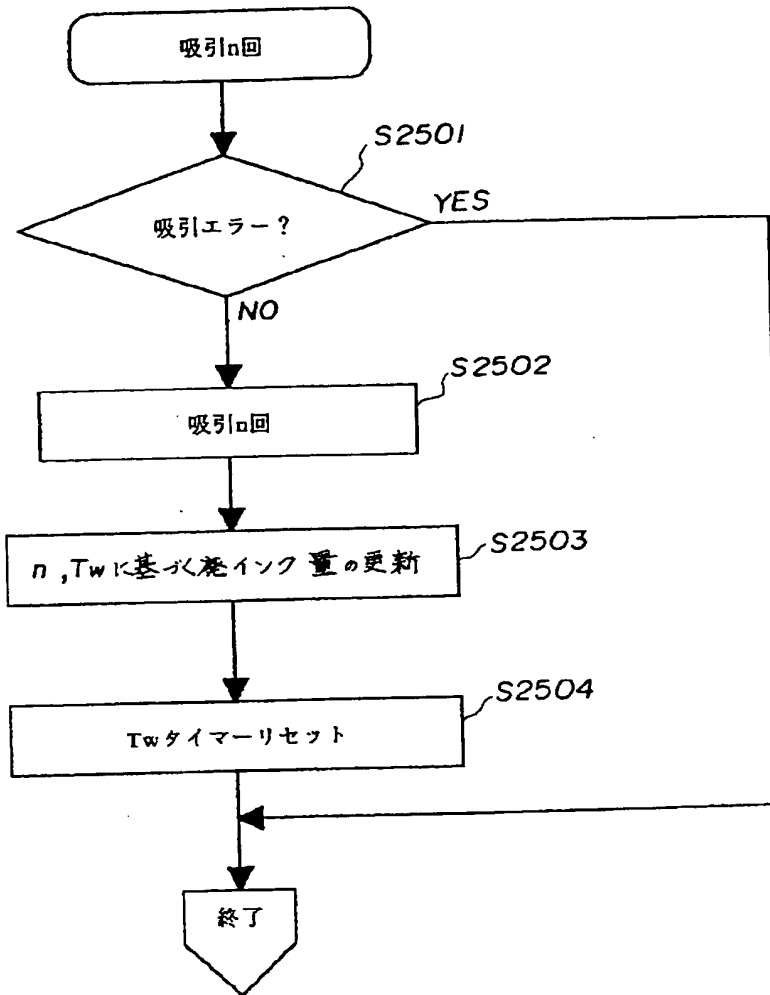 吸引n回
S2501
吸引エラー?
YES
NO
S2502
吸引n回
S2503
n,Twに基づく廃インク量の更新
S2504
Twタイマーリセット
終了